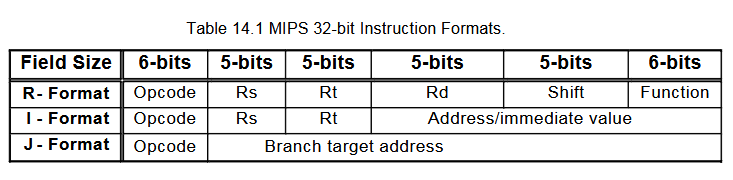 Table 14.1 MIPS 32-bit Instruction Formats.
Field Size 6-bits 5-bits 5-bits 5-bits 5-bits 6-bits
R - Format Opcode Rs Rt Rd Shift Function
I - Format Opcode Rs Rt Address/immediate value
J - Format Opcode Branch target address